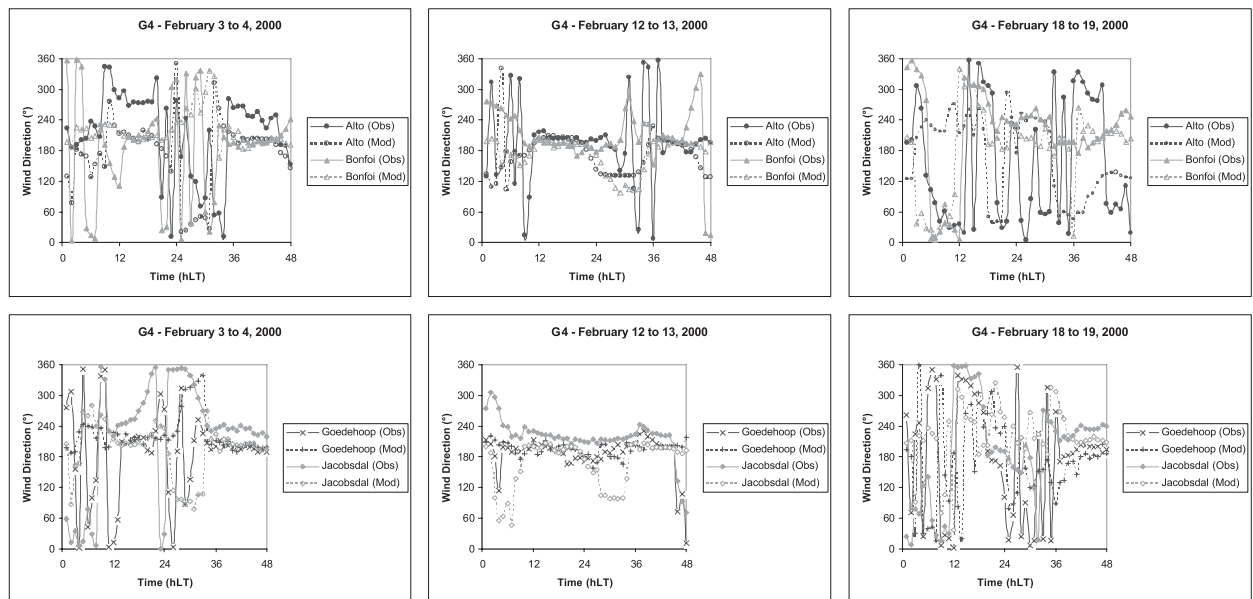 G4 - February 3 to 4, 2000
360
300
240
180
120
60
0
Wind Direction (°)
0 12 24 36 48
Time (hLT)
Alto (Obs)
Alto (Mod)
Bonfoi (Obs)
Bonfoi (Mod)
G4 - February 12 to 13, 2000
360
300
240
180
120
60
0
Wind Direction (°)
0 12 24 36 48
Time (hLT)
Alto (Obs)
Alto (Mod)
Bonfoi (Obs)
Bonfoi (Mod)
G4 - February 18 to 19, 2000
360
300
240
180
120
60
0
Wind Direction (°)
0 12 24 36 48
Time (hLT)
Alto (Obs)
Alto (Mod)
Bonfoi (Obs)
Bonfoi (Mod)
G4 - February 3 to 4, 2000
360
300
240
180
120
60
0
Wind Direction (°)
0 12 24 36 48
Time (hLT)
Goedehoop (Obs)
Goedehoop (Mod)
Jacobsdal (Obs)
Jacobsdal (Mod)
G4 - February 12 to 13, 2000
360
300
240
180
120
60
0
Wind Direction (°)
0 12 24 36 48
Time (hLT)
Goedehoop (Obs)
Goedehoop (Mod)
Jacobsdal (Obs)
Jacobsdal (Mod)
G4 - February 18 to 19, 2000
360
300
240
180
120
60
0
Wind Direction (°)
0 12 24 36 48
Time (hLT)
Goedehoop (Obs)
Goedehoop (Mod)
Jacobsdal (Obs)
Jacobsdal (Mod)